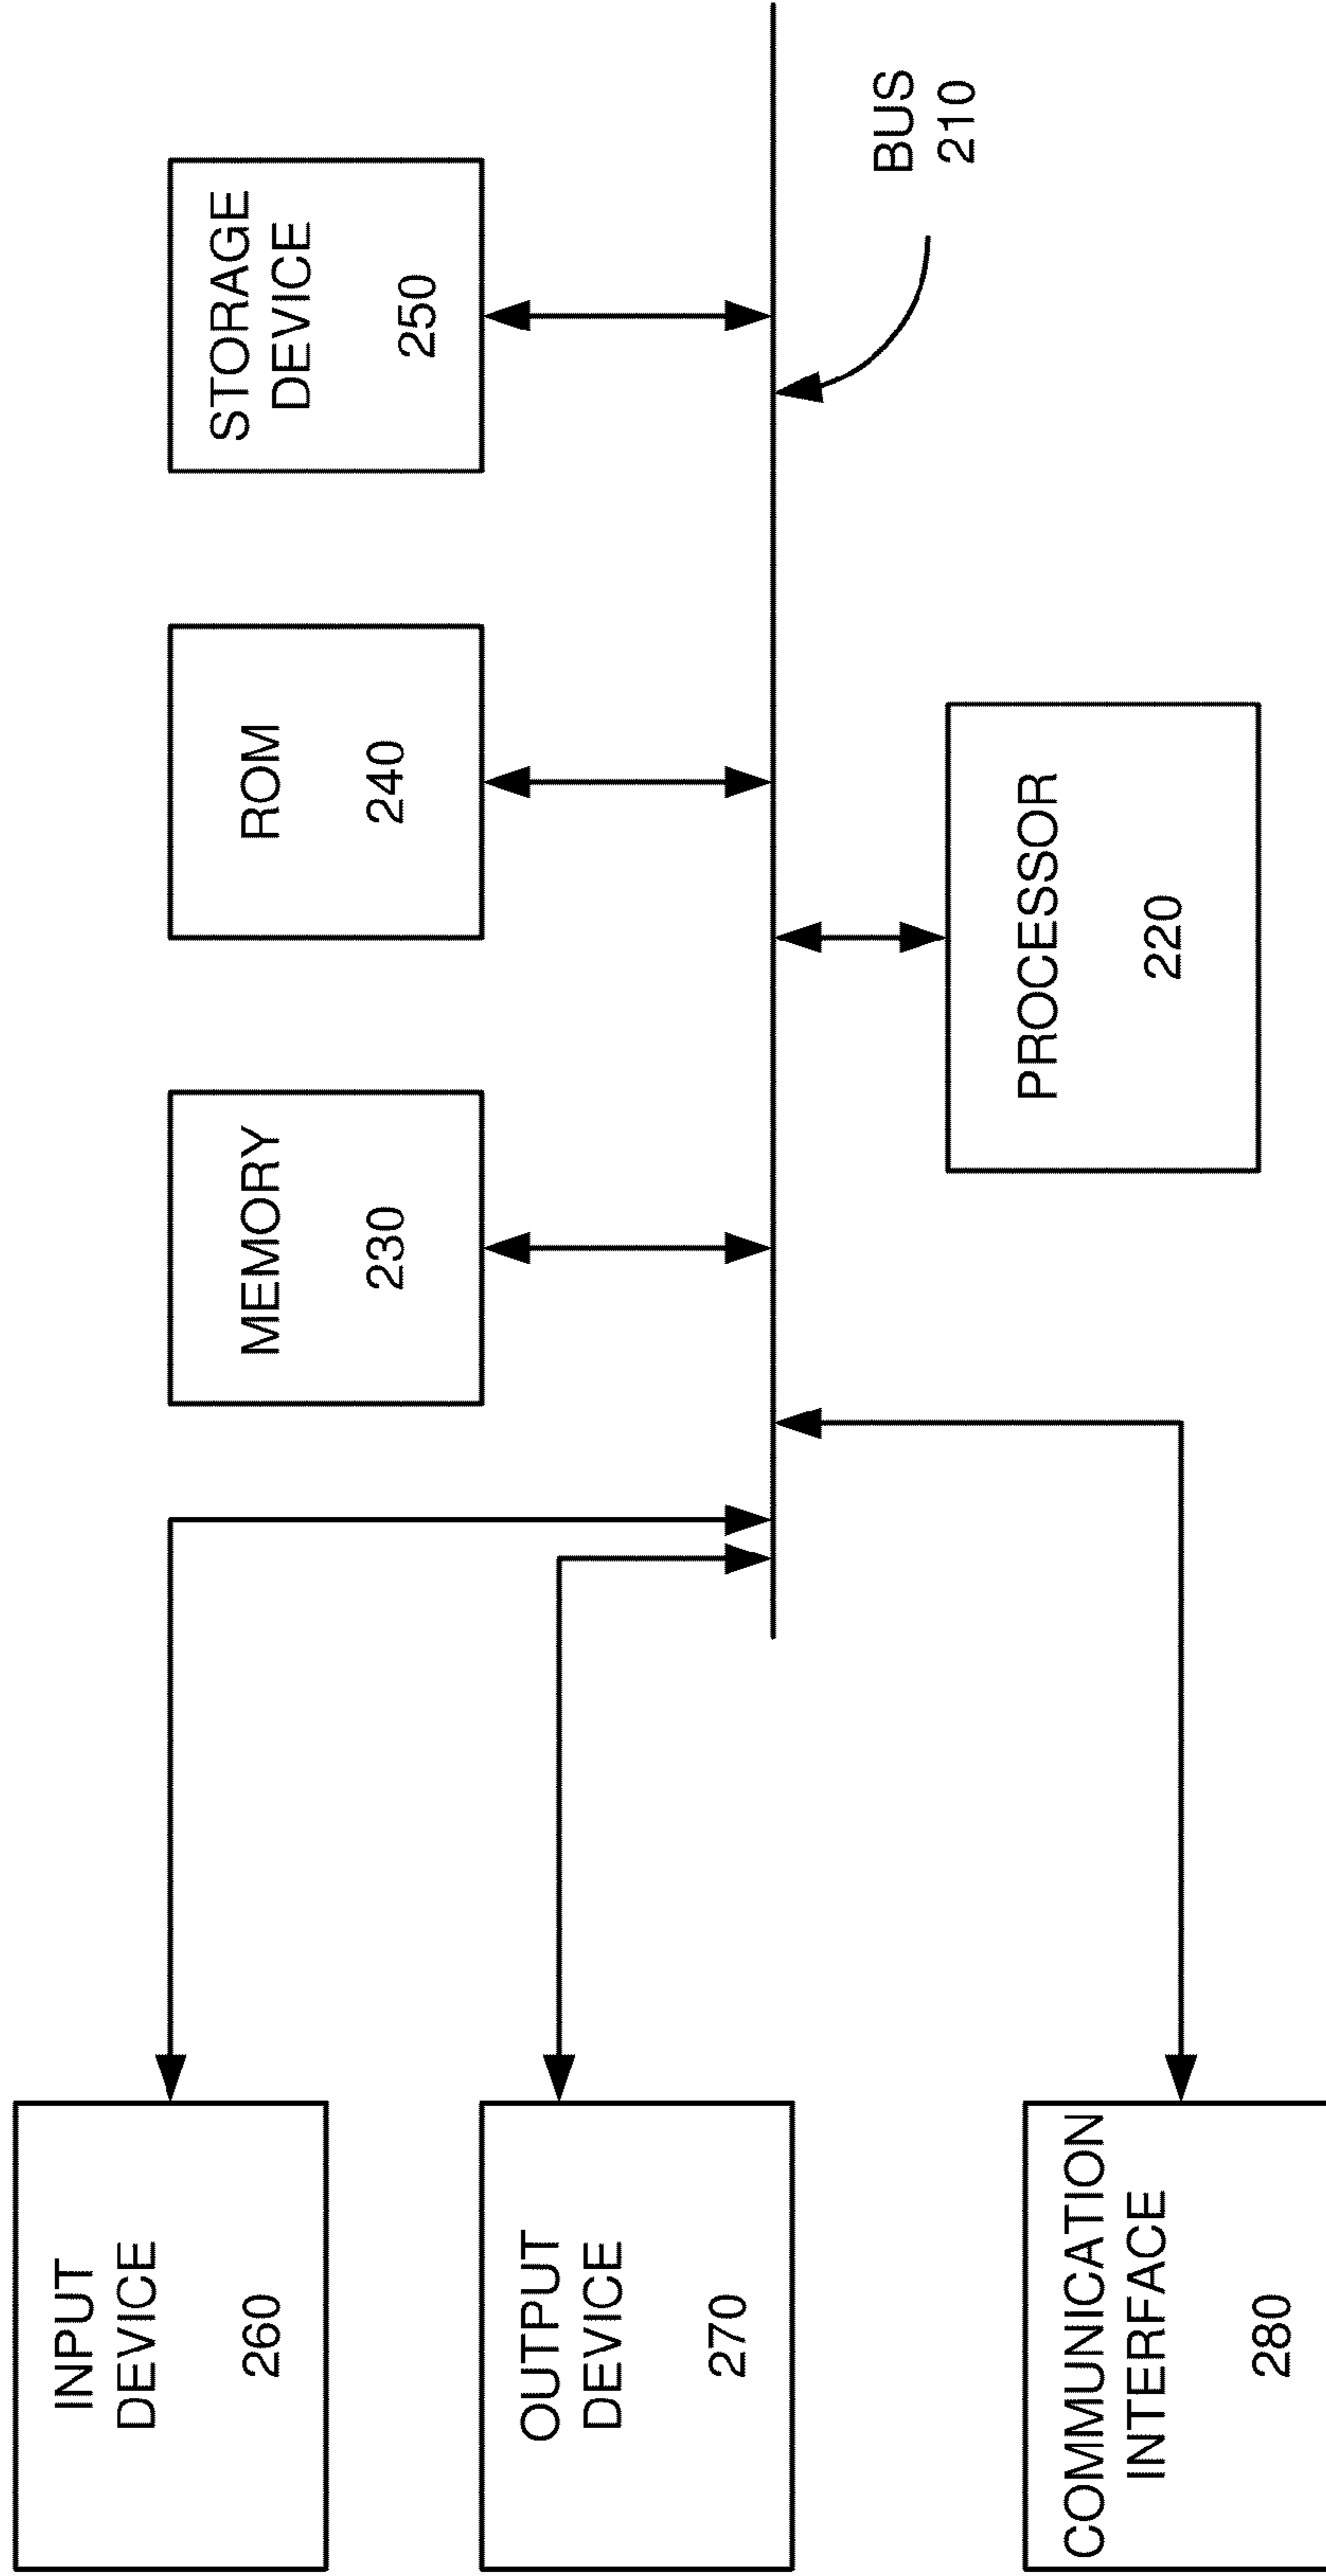 INPUT
DEVICE
260
OUTPUT
DEVICE
270
COMMUNICATION
INTERFACE
280
MEMORY
230
ROM
240
STORAGE
DEVICE
250
PROCESSOR
220
BUS
210